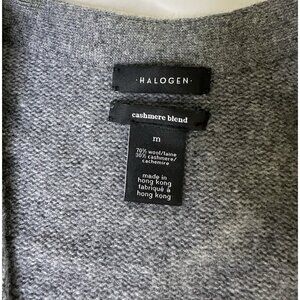 ·HALOGEN·
cashmere blend
m
70% wool/laine
30% cashmere/
cachemire
made in
hong kong
fabriqué à
hong kong